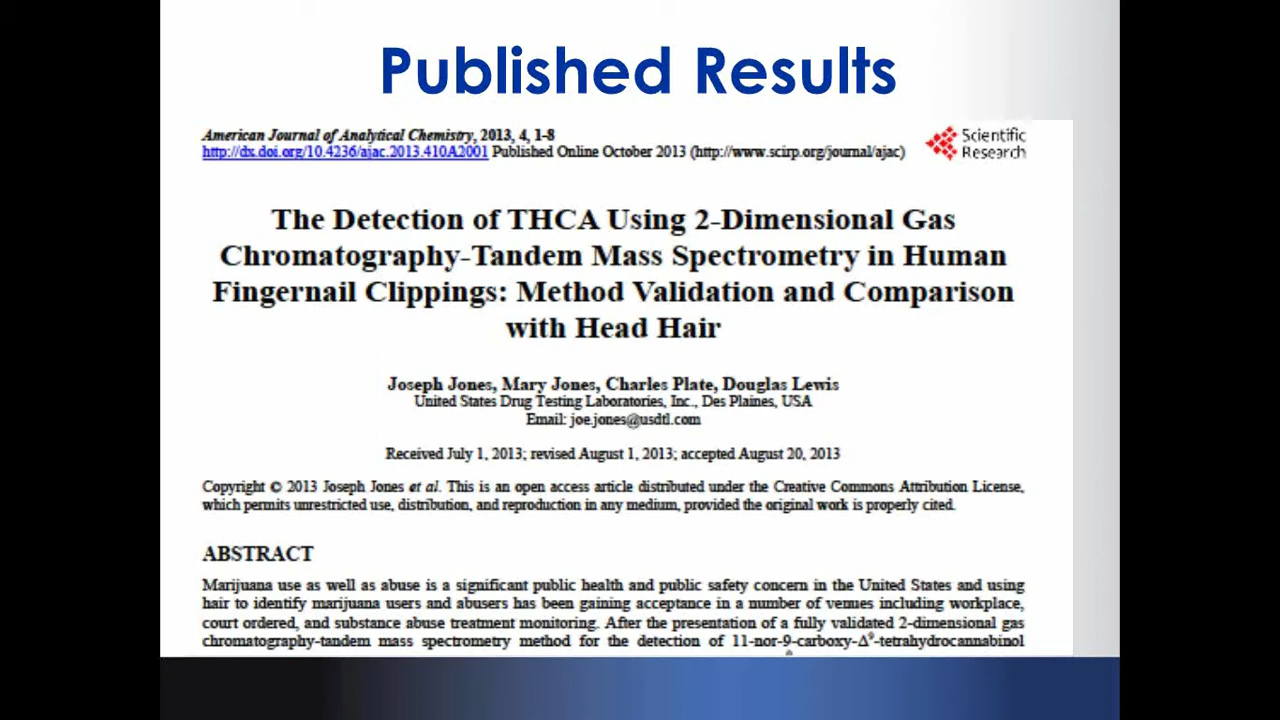 Published Results
American Journal of Analytical Chemistry, 2013, 4, 1-8
http://dx.doi.org/10.4236/ajac.2013.410A2001 Published Online October 2013 (http://www.scirp.org/journal/ajac)
Scientific
Research
The Detection of THCA Using 2-Dimensional Gas
Chromatography-Tandem Mass Spectrometry in Human
Fingernail Clippings: Method Validation and Comparison
with Head Hair
Joseph Jones, Mary Jones, Charles Plate, Douglas Lewis
United States Drug Testing Laboratories, Inc., Des Plaines, USA
Email: joe.jones@usdtl.com
Received July 1, 2013; revised August 1, 2013; accepted August 20, 2013
Copyright © 2013 Joseph Jones et al. This is an open access article distributed under the Creative Commons Attribution License,
which permits unrestricted use, distribution, and reproduction in any medium, provided the original work is properly cited.
ABSTRACT
Marijuana use as well as abuse is a significant public health and public safety concern in the United States and using
hair to identify marijuana users and abusers has been gaining acceptance in a number of venues including workplace,
court ordered, and substance abuse treatment monitoring. After the presentation of a fully validated 2-dimensional gas
chromatography-tandem mass spectrometry method for the detection of 11-nor-9-carboxy-Δ⁹-tetrahydrocannabinol